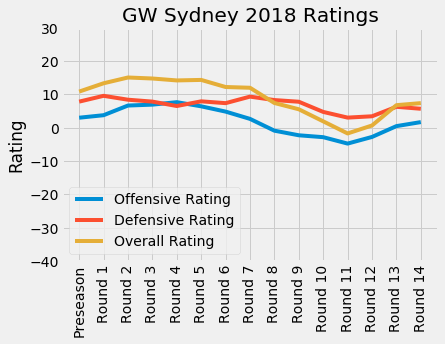 GW Sydney 2018 Ratings
Rating
30
20
10
0
−10
−20
−30
−40
Offensive Rating
Defensive Rating
Overall Rating
Preseason
Round 1
Round 2
Round 3
Round 4
Round 5
Round 6
Round 7
Round 8
Round 9
Round 10
Round 11
Round 12
Round 13
Round 14